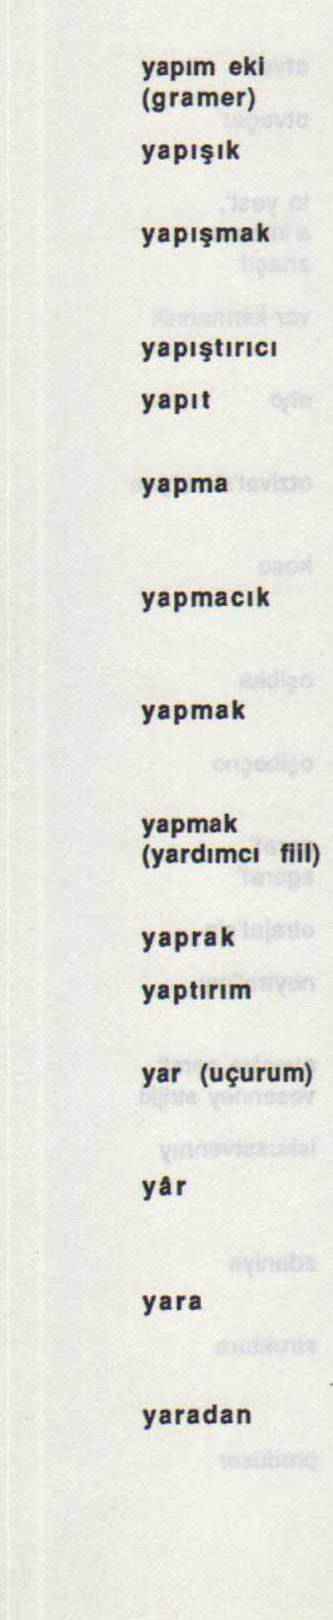 yapım eki
(gramer)
yapışık
yapışmak
yapıştırıcı
yapıt
yapma
yapmacık
yapmak
yapmak
(yardımcı fiil)
yaprak
yaptırım
yar (uçurum)
yâr
yara
yaradan